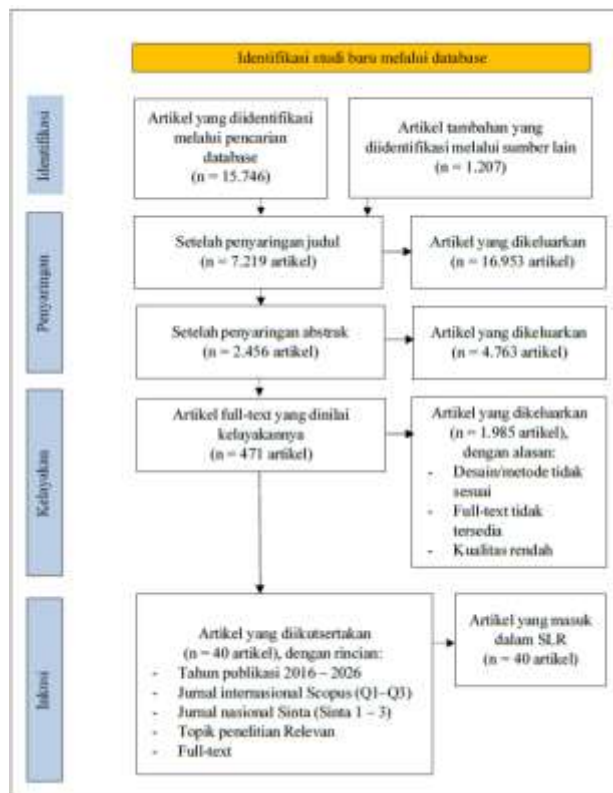 Identifikasi studi baru melalui database
Identifikasi
Artikel yang diidentifikasi
melalui pencarian
database
(n = 15.746)
Artikel tambahan yang
diidentifikasi melalui sumber lain
(n = 1.207)
Penyaringan
Setelah penyaringan judul
(n = 7.219 artikel)
Artikel yang dikeluarkan
(n = 16.953 artikel)
Setelah penyaringan abstrak
(n = 2.456 artikel)
Artikel yang dikeluarkan
(n = 4.763 artikel)
Kelayakan
Artikel full-text yang dinilai
kelayakannya
(n = 471 artikel)
Artikel yang dikeluarkan
(n = 1.985 artikel),
dengan alasan:
- Desain/metode tidak
sesuai
- Full-text tidak
tersedia
- Kualitas rendah
Inklusi
Artikel yang diikutsertakan
(n = 40 artikel), dengan rincian:
- Tahun publikasi 2016 – 2026
- Jurnal internasional Scopus (Q1–Q3)
- Jurnal nasional Sinta (Sinta 1 – 3)
- Topik penelitian Relevan
- Full-text
Artikel yang masuk
dalam SLR
(n = 40 artikel)